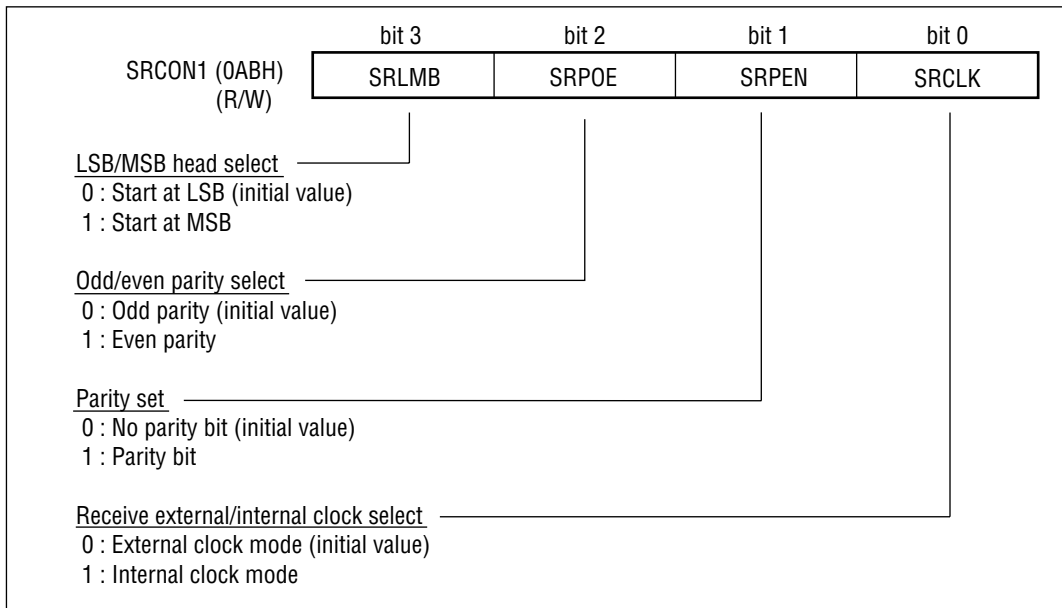 bit 3 bit 2 bit 1 bit 0
SRCON1 (0ABH) SRLMB SRPOE SRPEN SRCLK
(R/W)
LSB/MSB head select
0 : Start at LSB (initial value)
1 : Start at MSB
Odd/even parity select
0 : Odd parity (initial value)
1 : Even parity
Parity set
0 : No parity bit (initial value)
1 : Parity bit
Receive external/internal clock select
0 : External clock mode (initial value)
1 : Internal clock mode